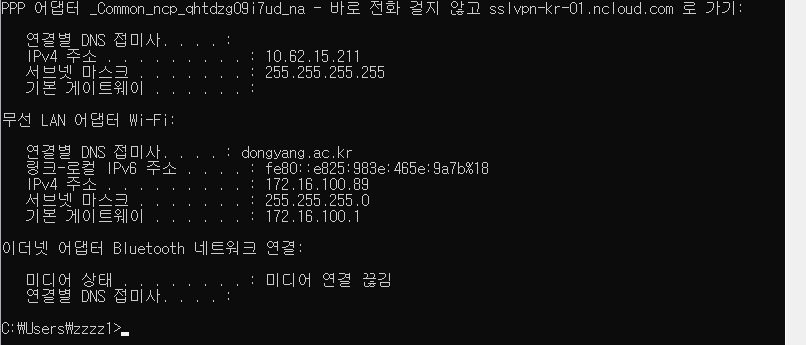 PPP 어댑터 _Common_ncp_qhtdzg09i7ud_na - 바로 전화 걸지 않고 sslvpn-kr-01.ncloud.com 로 가기:
연결별 DNS 접미사. . . . :
IPv4 주소 . . . . . . . . . : 10.62.15.211
서브넷 마스크 . . . . . . . : 255.255.255.255
기본 게이트웨이 . . . . . . :
무선 LAN 어댑터 Wi-Fi:
연결별 DNS 접미사. . . . : dongyang.ac.kr
링크-로컬 IPv6 주소 . . . . : fe80::e825:983e:465e:9a7b%18
IPv4 주소 . . . . . . . . . : 172.16.100.89
서브넷 마스크 . . . . . . . : 255.255.255.0
기본 게이트웨이 . . . . . . : 172.16.100.1
이더넷 어댑터 Bluetooth 네트워크 연결:
미디어 상태 . . . . . . . . : 미디어 연결 끊김
연결별 DNS 접미사. . . . :
C:₩Users₩zzzz1>